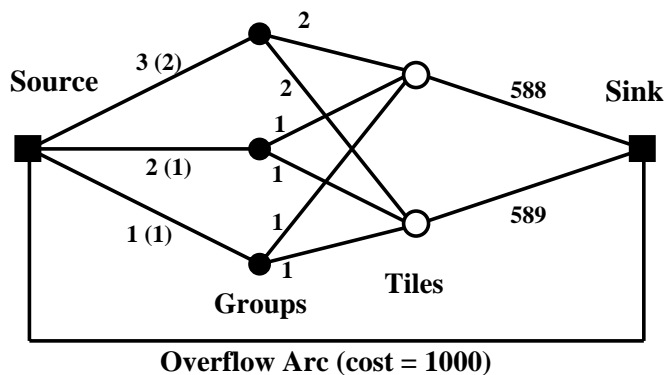 2
3 (2)
588
Source
Sink
2
1
2 (1)
1
589
1 (1)
1
1
Tiles
Groups
Overflow Arc (cost = 1000)